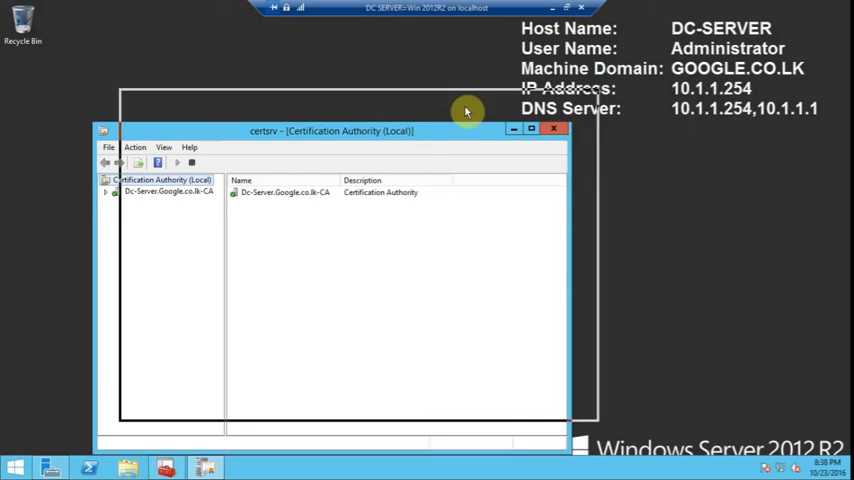 DC SERVER=Win 2012R2 on localhost
Recycle Bin
Host Name: DC-SERVER
User Name: Administrator
Machine Domain: GOOGLE.CO.LK
IP Address: 10.1.1.254
DNS Server: 10.1.1.254,10.1.1.1
certsrv - [Certification Authority (Local)]
File Action View Help
Certification Authority (Local)
Dc-Server.Google.co.lk-CA
Name Description
Dc-Server.Google.co.lk-CA Certification Authority
Windows Server 2012 R2
8:38 PM
10/23/2016